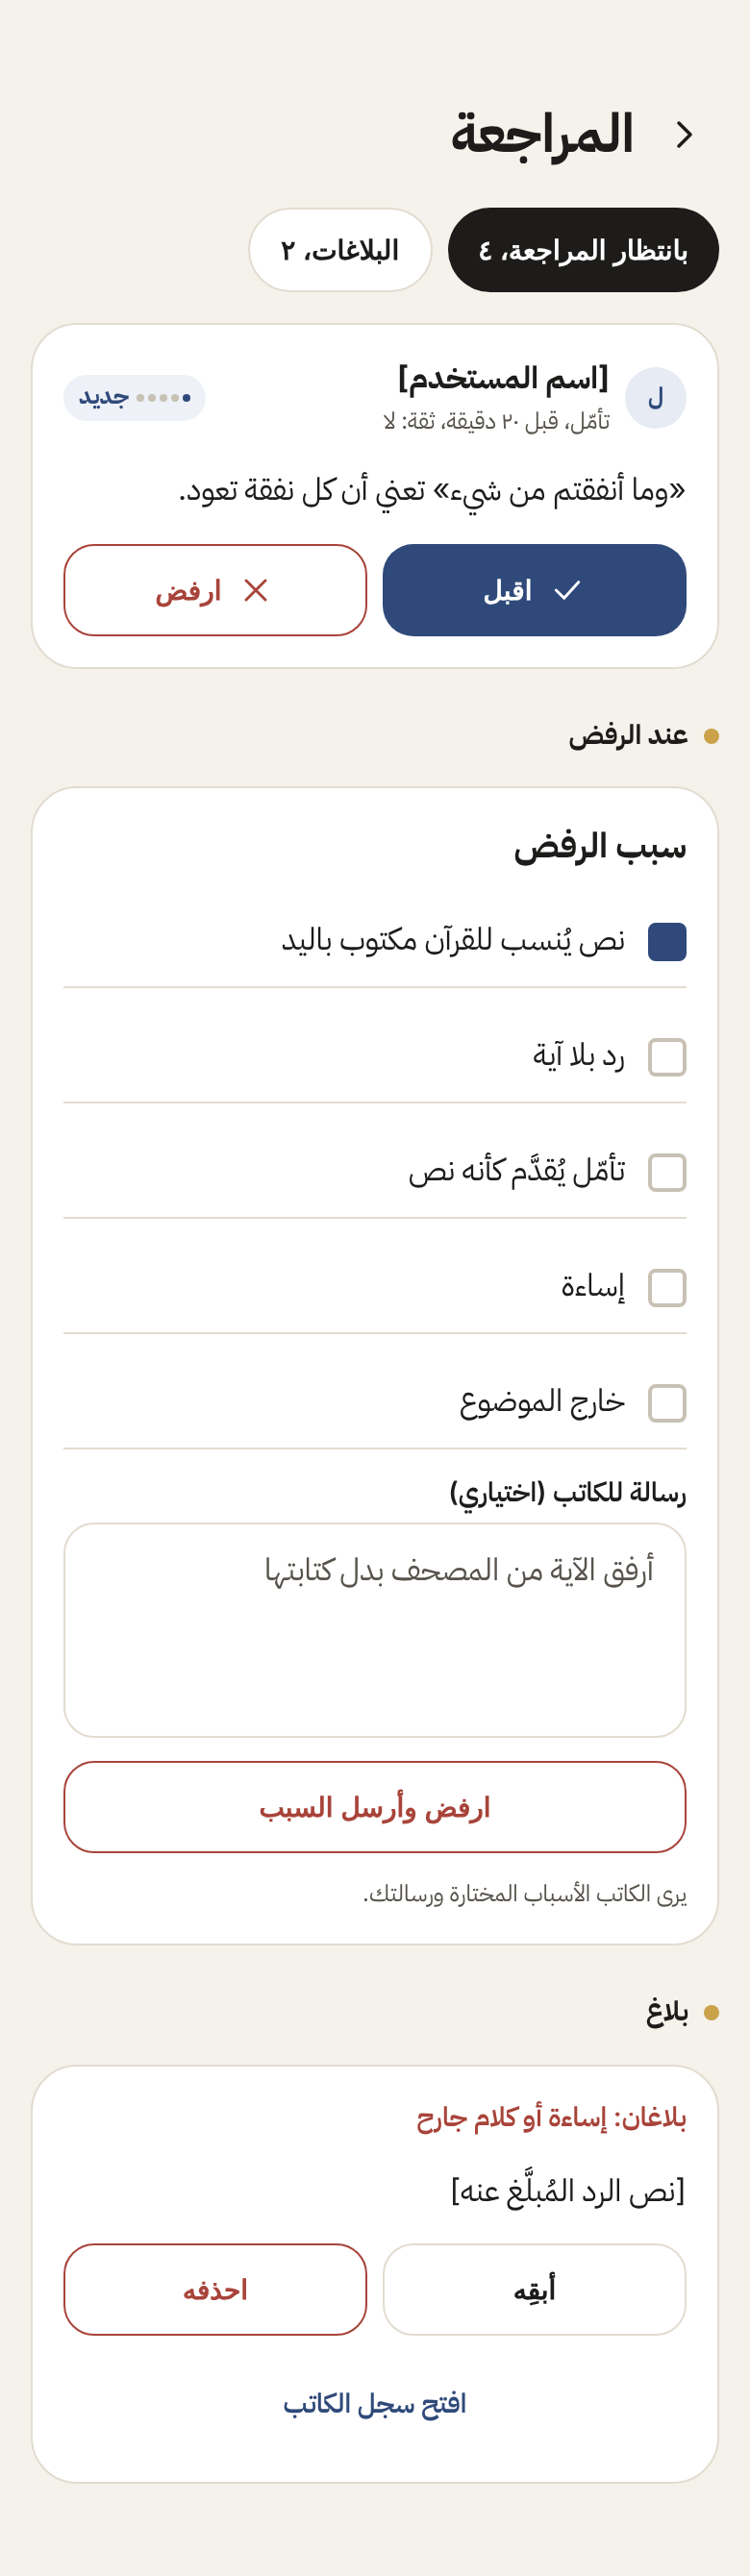 المراجعة
بانتظار المراجعة، ٤
البلاغات، ٢
ل
[اسم المستخدم]
جديد
تأمّل، قبل ٢٠ دقيقة، ثقة: لا
«وما أنفقتم من شيء» تعني أن كل نفقة تعود.
اقبل
ارفض
عند الرفض
سبب الرفض
نص يُنسب للقرآن مكتوب باليد
رد بلا آية
تأمّل يُقدَّم كأنه نص
إساءة
خارج الموضوع
رسالة للكاتب (اختياري)
أرفق الآية من المصحف بدل كتابتها
ارفض وأرسل السبب
يرى الكاتب الأسباب المختارة ورسالتك.
بلاغ
بلاغان: إساءة أو كلام جارح
[نص الرد المُبلَّغ عنه]
أبقِه
احذفه
افتح سجل الكاتب